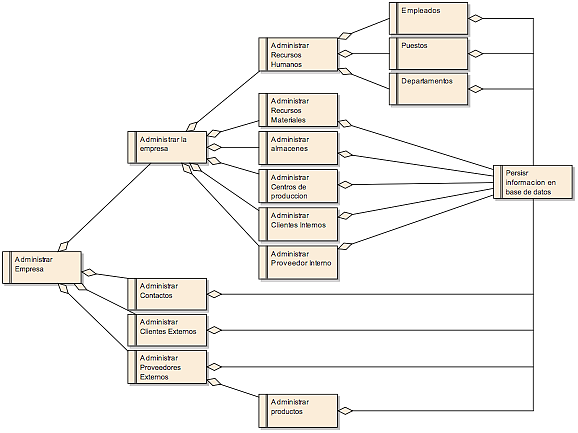 Empleados
Puestos
Departamentos
Administrar
Recursos
Humanos
Administrar
Recursos
Materiales
Administrar
almacenes
Administrar
Centros de
produccion
Administrar
Clientes Internos
Administrar
Proveedor Interno
Administrar la
empresa
Persisr
informacion en
base de datos
Administrar
Empresa
Administrar
Contactos
Administrar
Clientes Externos
Administrar
Proveedores
Externos
Administrar
productos